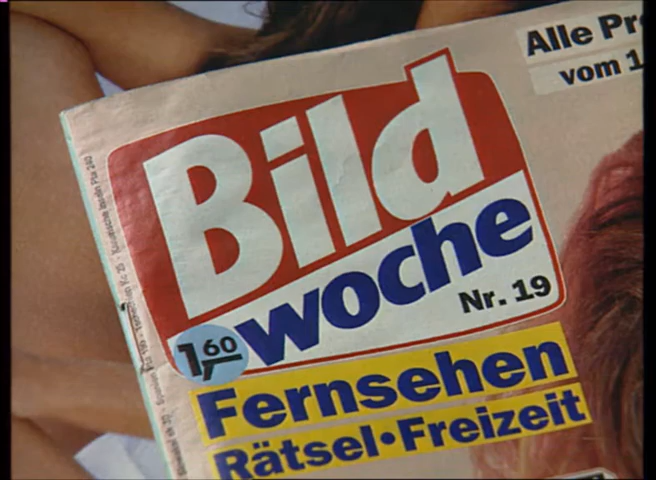 Alle Pr
vom 1
Bild
woche
Nr. 19
1,60
Fernsehen
Rätsel•Freizeit